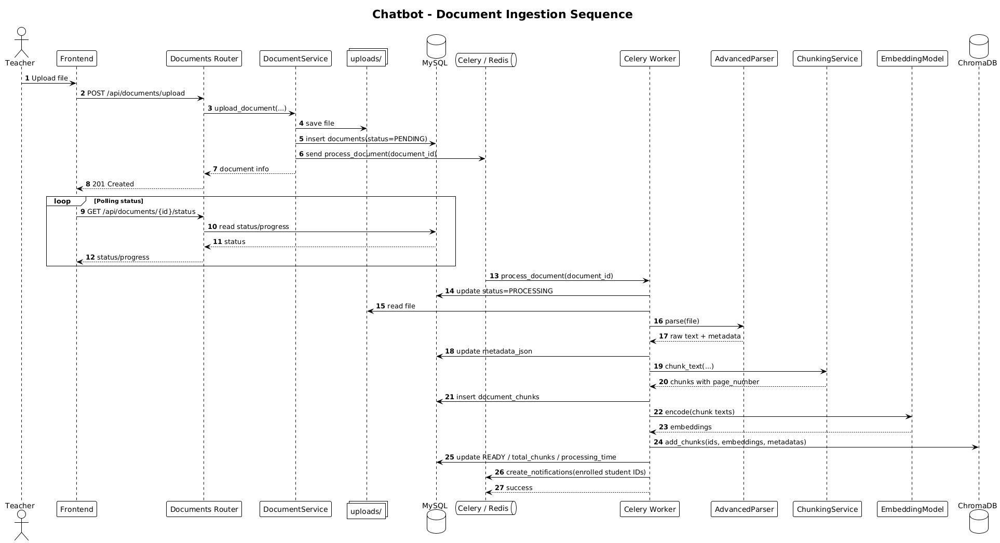 Chatbot - Document Ingestion Sequence
Teacher
Frontend
Documents Router
DocumentService
uploads/
MySQL
Celery / Redis
Celery Worker
AdvancedParser
ChunkingService
EmbeddingModel
ChromaDB
1 Upload file
2 POST /api/documents/upload
3 upload_document(...)
4 save file
5 insert documents(status=PENDING)
6 send process_document(document_id)
7 document info
8 201 Created
loop [Polling status]
9 GET /api/documents/{id}/status
10 read status/progress
11 status
12 status/progress
13 process_document(document_id)
14 update status=PROCESSING
15 read file
16 parse(file)
17 raw text + metadata
18 update metadata_json
19 chunk_text(...)
20 chunks with page_number
21 insert document_chunks
22 encode(chunk texts)
23 embeddings
24 add_chunks(ids, embeddings, metadatas)
25 update READY / total_chunks / processing_time
26 create_notifications(enrolled student IDs)
27 success
Teacher
Frontend
Documents Router
DocumentService
uploads/
MySQL
Celery / Redis
Celery Worker
AdvancedParser
ChunkingService
EmbeddingModel
ChromaDB